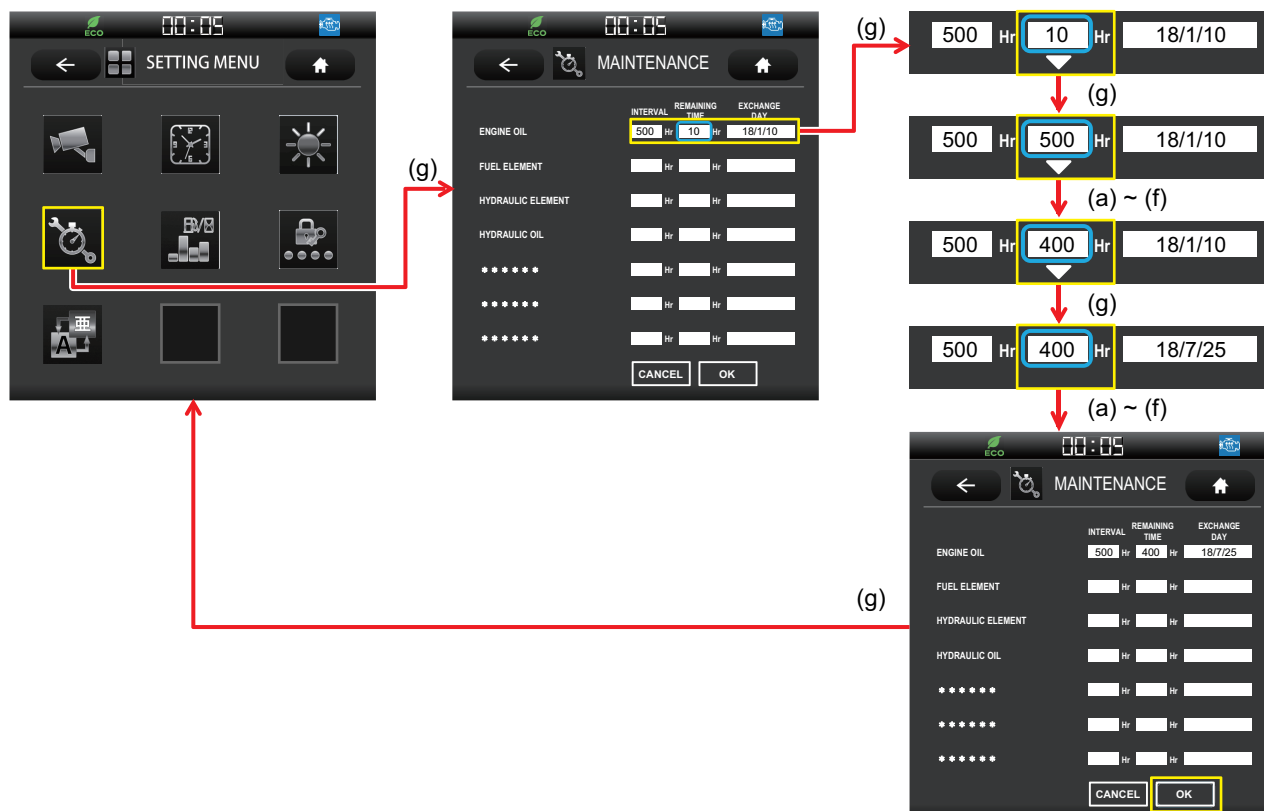 ECO 00:05
SETTING MENU
(g)
A 亜
ECO 00:05
MAINTENANCE
INTERVAL REMAINING TIME EXCHANGE DAY
ENGINE OIL 500 Hr 10 Hr 18/1/10
FUEL ELEMENT Hr Hr
HYDRAULIC ELEMENT Hr Hr
HYDRAULIC OIL Hr Hr
****** Hr Hr
****** Hr Hr
****** Hr Hr
CANCEL OK
(g)
500 Hr 10 Hr 18/1/10
(g)
500 Hr 500 Hr 18/1/10
(a) ~ (f)
500 Hr 400 Hr 18/1/10
(g)
500 Hr 400 Hr 18/7/25
(a) ~ (f)
ECO 00:05
MAINTENANCE
INTERVAL REMAINING TIME EXCHANGE DAY
ENGINE OIL 500 Hr 400 Hr 18/7/25
FUEL ELEMENT Hr Hr
HYDRAULIC ELEMENT Hr Hr
HYDRAULIC OIL Hr Hr
****** Hr Hr
****** Hr Hr
****** Hr Hr
CANCEL OK
(g)